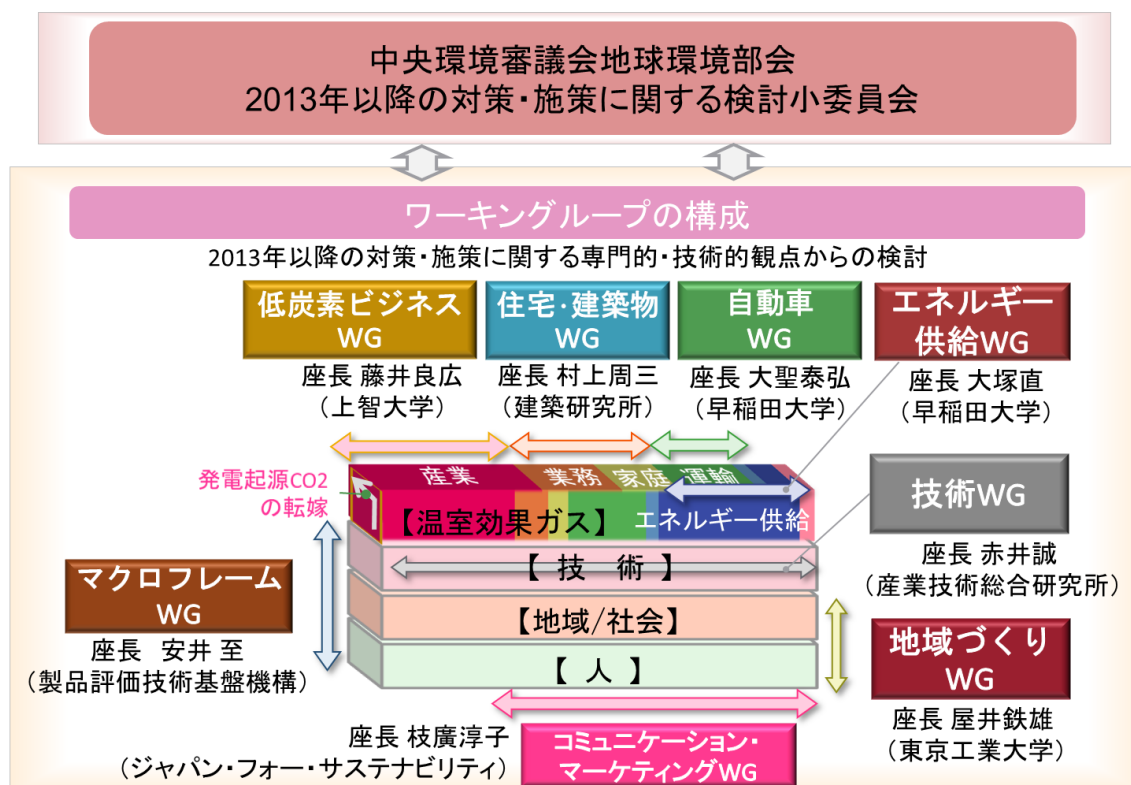 中央環境審議会地球環境部会
2013年以降の対策・施策に関する検討小委員会
ワーキングループの構成
2013年以降の対策・施策に関する専門的・技術的観点からの検討
低炭素ビジネス
WG
座長 藤井良広
（上智大学）
住宅・建築物
WG
座長 村上周三
（建築研究所）
自動車
WG
座長 大聖泰弘
（早稲田大学）
エネルギー
供給WG
座長 大塚直
（早稲田大学）
発電起源CO2
の転嫁
産業
業務
家庭
運輸
【温室効果ガス】
エネルギー供給
【 技 術 】
【地域/社会】
【 人 】
技術WG
座長 赤井誠
（産業技術総合研究所）
マクロフレーム
WG
座長 安井 至
（製品評価技術基盤機構）
地域づくり
WG
座長 屋井鉄雄
（東京工業大学）
座長 枝廣淳子
（ジャパン・フォー・サステナビリティ）
コミュニケーション・
マーケティングWG